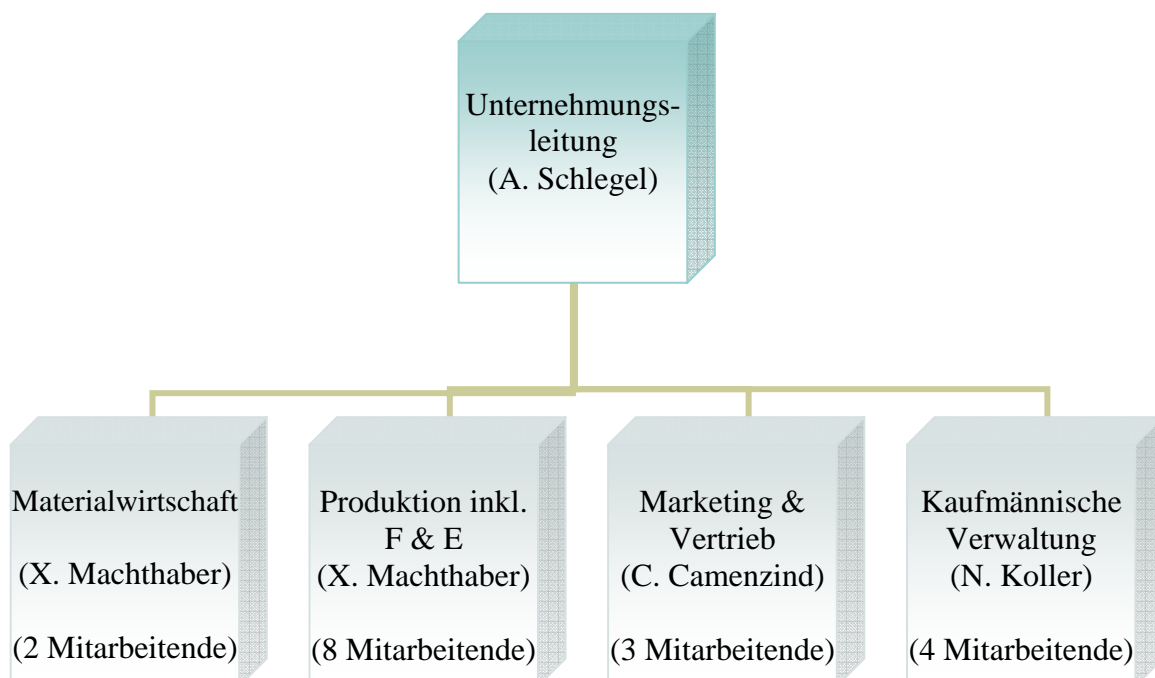 Unternehmungs-
leitung
(A. Schlegel)
Materialwirtschaft
(X. Machthaber)
(2 Mitarbeitende)
Produktion inkl.
F & E
(X. Machthaber)
(8 Mitarbeitende)
Marketing &
Vertrieb
(C. Camenzind)
(3 Mitarbeitende)
Kaufmännische
Verwaltung
(N. Koller)
(4 Mitarbeitende)